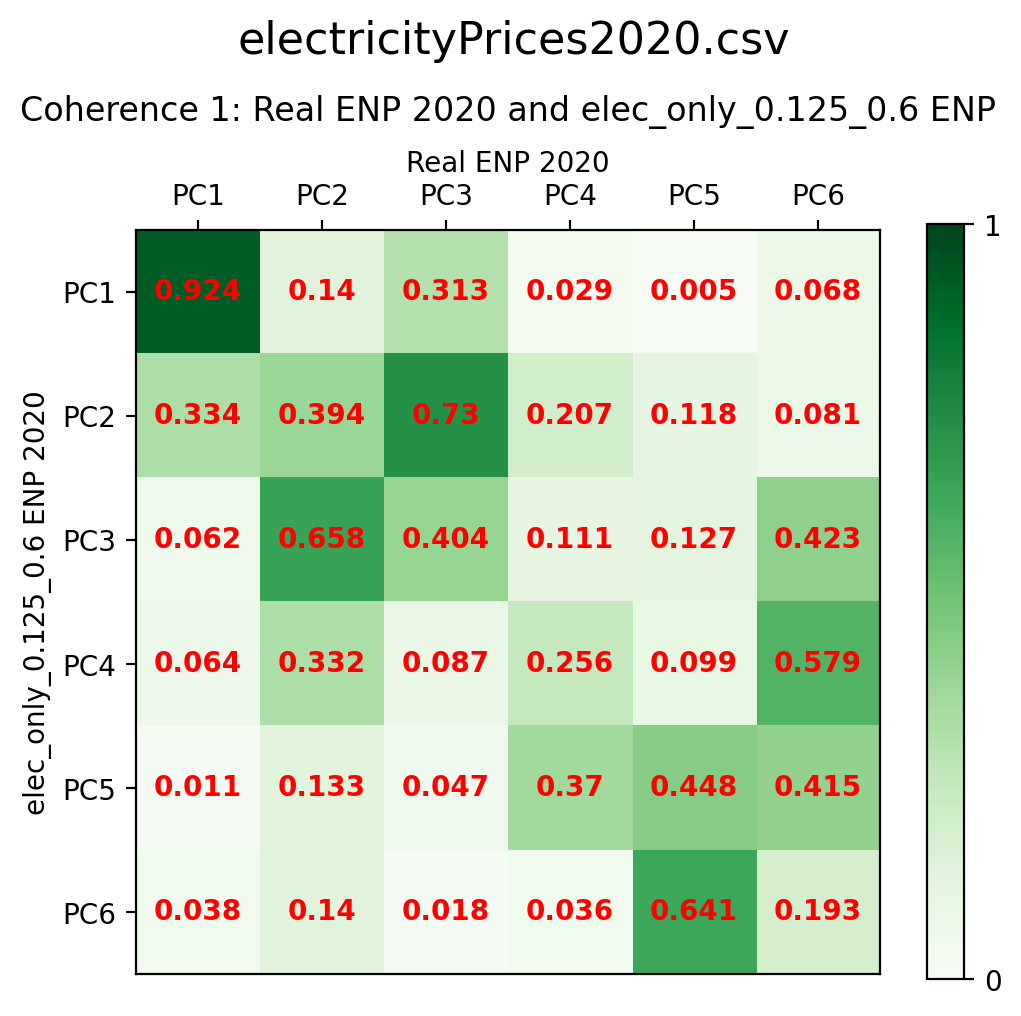 electricityPrices2020.csv
Coherence 1: Real ENP 2020 and elec_only_0.125_0.6 ENP
Real ENP 2020
PC1 PC2 PC3 PC4 PC5 PC6
1
PC1 0.924 0.14 0.313 0.029 0.005 0.068
PC2 0.334 0.394 0.73 0.207 0.118 0.081
elec_only_0.125_0.6 ENP 2020
PC3 0.062 0.658 0.404 0.111 0.127 0.423
PC4 0.064 0.332 0.087 0.256 0.099 0.579
PC5 0.011 0.133 0.047 0.37 0.448 0.415
PC6 0.038 0.14 0.018 0.036 0.641 0.193
0